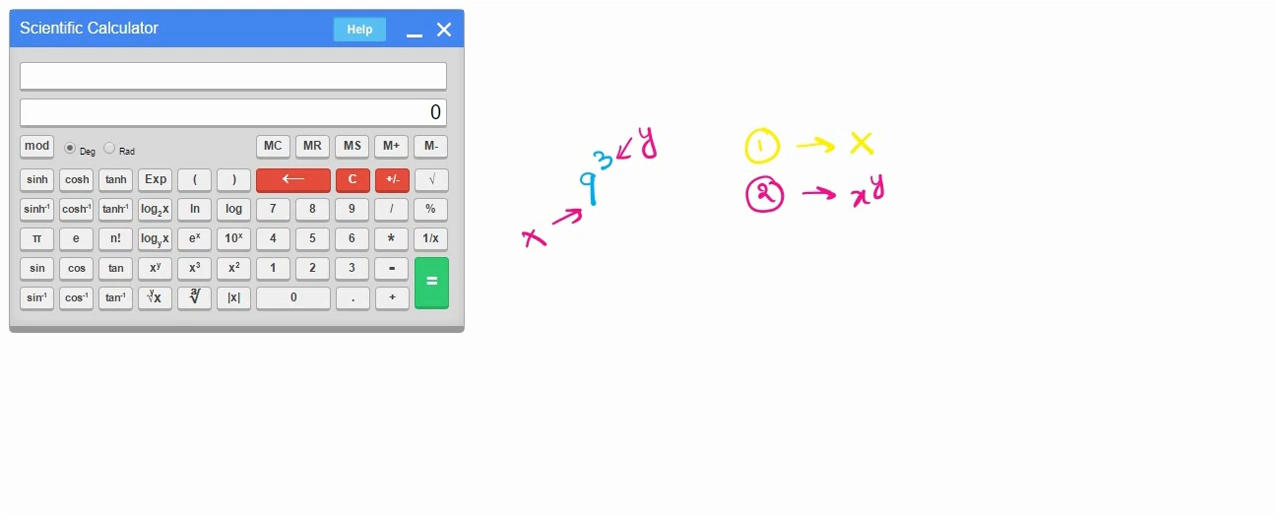 Scientific Calculator Help
0
mod Deg Rad MC MR MS M+ M-
sinh cosh tanh Exp ( ) ← C +/- √
sinh⁻¹ cosh⁻¹ tanh⁻¹ log₂x ln log 7 8 9 / %
π e n! logᵧx eˣ 10ˣ 4 5 6 * 1/x
sin cos tan xʸ x³ x² 1 2 3 - =
sin⁻¹ cos⁻¹ tan⁻¹ ʸ√x |x| 0 . +
9³ ← y
x →
① → x
② → xʸ